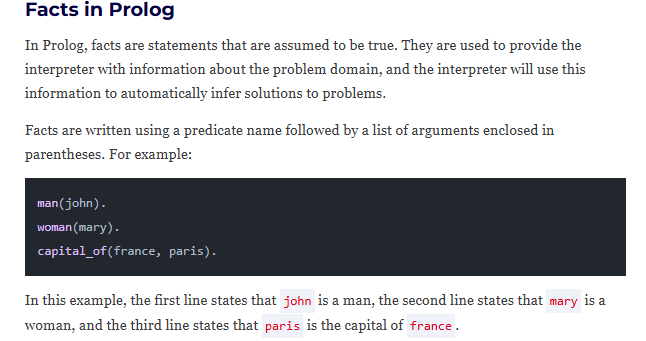 Facts in Prolog
In Prolog, facts are statements that are assumed to be true. They are used to provide the
interpreter with information about the problem domain, and the interpreter will use this
information to automatically infer solutions to problems.
Facts are written using a predicate name followed by a list of arguments enclosed in
parentheses. For example:
man(john).
woman(mary).
capital_of(france, paris).
In this example, the first line states that john is a man, the second line states that mary is a
woman, and the third line states that paris is the capital of france.